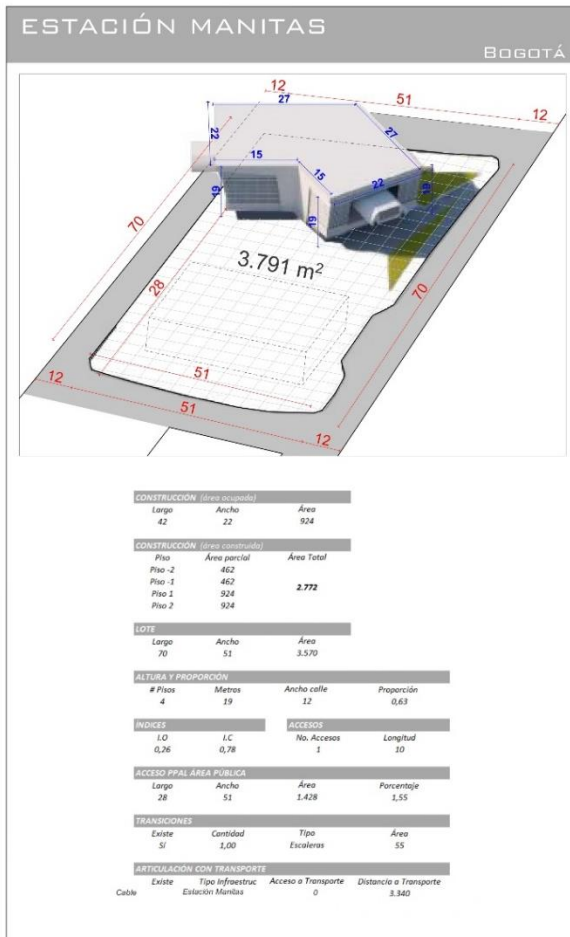 ESTACIÓN MANITAS
BOGOTÁ
12
51
12
27
22
27
15
15
22
19
19
19
70
3.791 m²
28
70
51
12
51
12
CONSTRUCCIÓN (área ocupada)
Largo Ancho Área
42 22 924
CONSTRUCCIÓN (área construida)
Piso Área parcial Área Total
Piso -2 462
Piso -1 462
2.772
Piso 1 924
Piso 2 924
LOTE
Largo Ancho Área
70 51 3.570
ALTURA Y PROPORCIÓN
# Pisos Metros Ancho calle Proporción
4 19 12 0,63
INDICES ACCESOS
I.O I.C No. Accesos Longitud
0,26 0,78 1 10
ACCESO PPAL ÁREA PÚBLICA
Largo Ancho Área Porcentaje
28 51 1.428 1,55
TRANSICIONES
Existe Cantidad Tipo Área
Sí 1,00 Escaleras 55
ARTICULACIÓN CON TRANSPORTE
Existe Tipo Infraestruc Acceso a Transporte Distancia a Transporte
Cable Estación Manitas 0 3.340